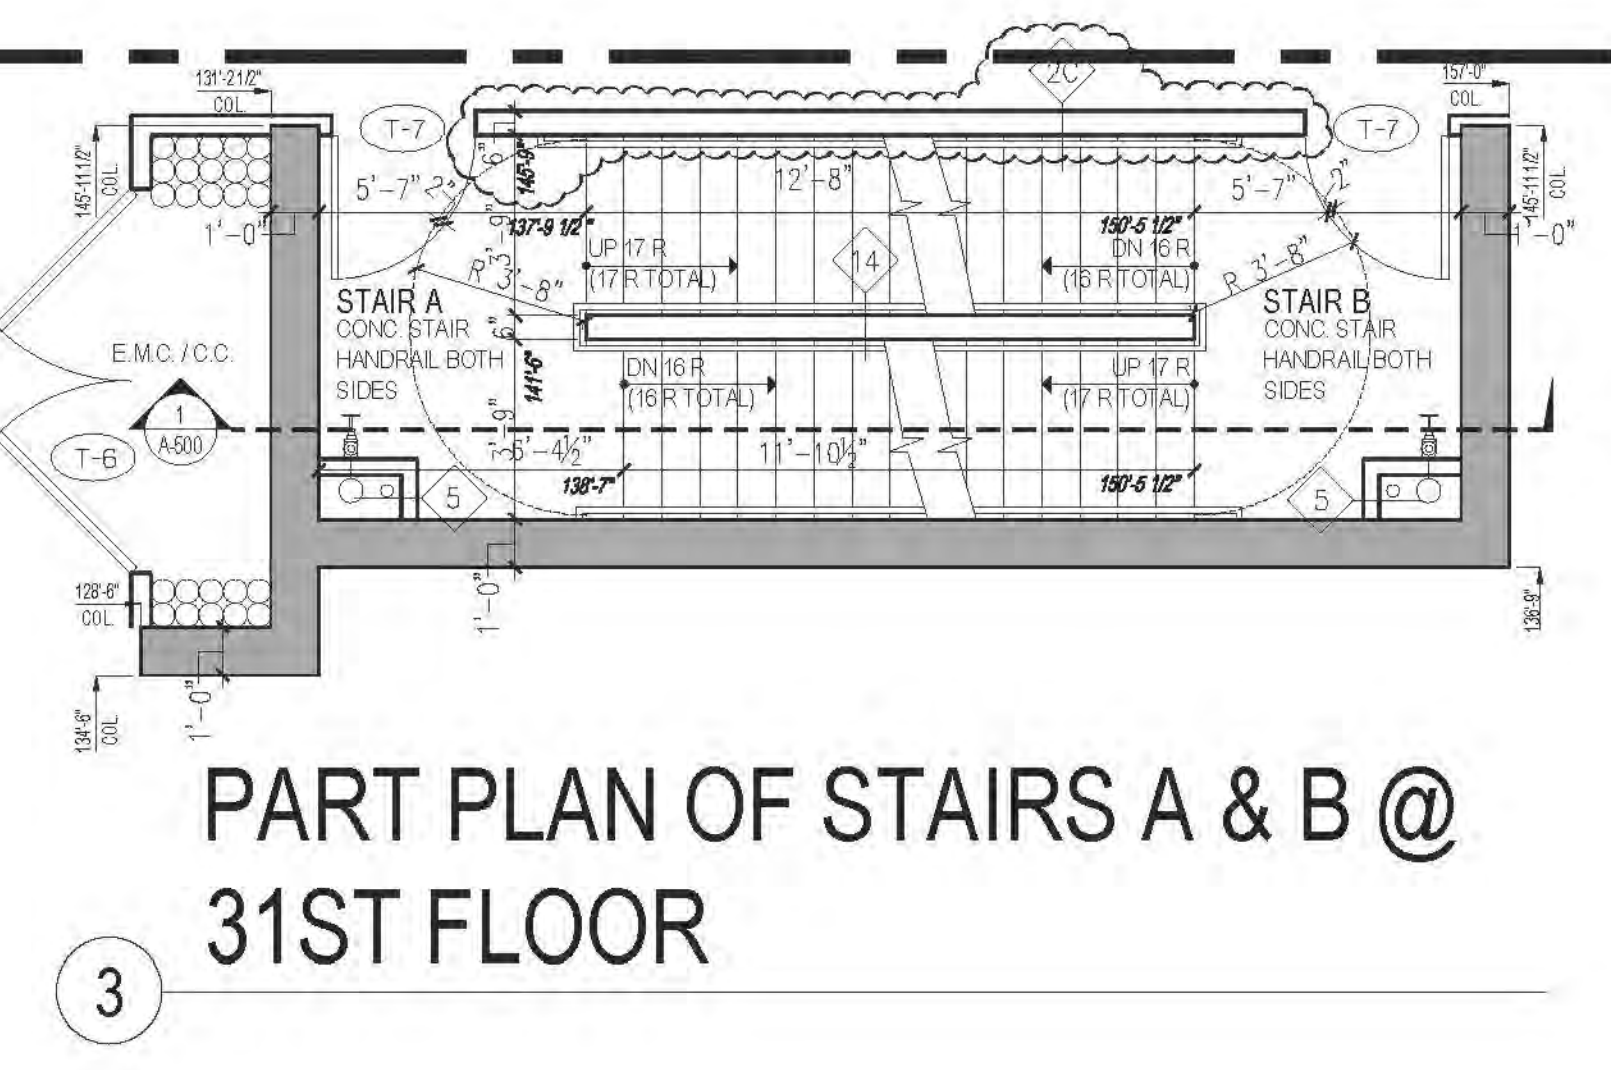 131'-2 1/2"
COL.
2C
157'-0"
COL.
T-7
T-7
145'-11 1/2"
COL.
6"
145'-9"
145'-11 1/2"
COL.
5'-7"
2"
12'-8"
5'-7"
2"
1'-0"
3'-9"
137'-9 1/2"
150'-5 1/2"
1'-0"
UP 17 R
(17 R TOTAL)
14
DN 16 R
(16 R TOTAL)
R 3'-8"
R 3'-8"
STAIR A
CONC. STAIR
HANDRAIL BOTH
SIDES
STAIR B
CONC. STAIR
HANDRAIL BOTH
SIDES
6"
141'-6"
E.M.C. / C.C.
DN 16 R
(16 R TOTAL)
UP 17 R
(17 R TOTAL)
1
A-500
T-6
3'-9"
6'-4½"
11'-10½"
138'-7"
150'-5 1/2"
5
5
1'-0"
128'-6"
COL.
136'-9"
134'-6"
COL.
1'-0"
PART PLAN OF STAIRS A & B @
31ST FLOOR
3